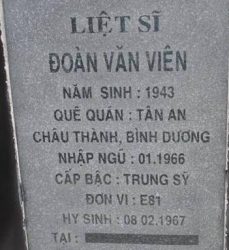 LIỆT SĨ
ĐOÀN VĂN VIÊN
NĂM SINH : 1943
QUÊ QUÁN : TÂN AN
CHÂU THÀNH, BÌNH DƯƠNG
NHẬP NGŨ : 01.1966
CẤP BẬC : TRUNG SỸ
ĐƠN VỊ : E81
HY SINH : 08 02.1967
TẠI :